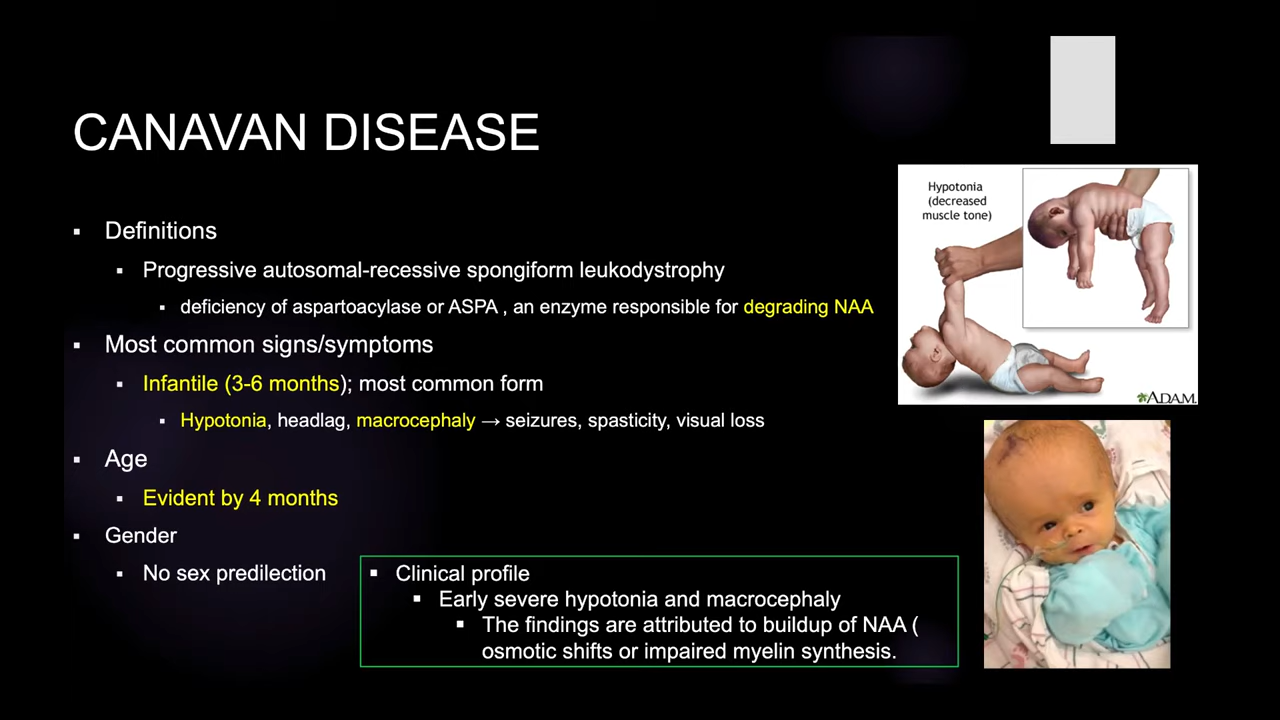 CANAVAN DISEASE
▪ Definitions
▪ Progressive autosomal-recessive spongiform leukodystrophy
▪ deficiency of aspartoacylase or ASPA , an enzyme responsible for degrading NAA
▪ Most common signs/symptoms
▪ Infantile (3-6 months); most common form
▪ Hypotonia, headlag, macrocephaly → seizures, spasticity, visual loss
▪ Age
▪ Evident by 4 months
▪ Gender
▪ No sex predilection
▪ Clinical profile
▪ Early severe hypotonia and macrocephaly
▪ The findings are attributed to buildup of NAA (
osmotic shifts or impaired myelin synthesis.
Hypotonia
(decreased
muscle tone)
ADAM.